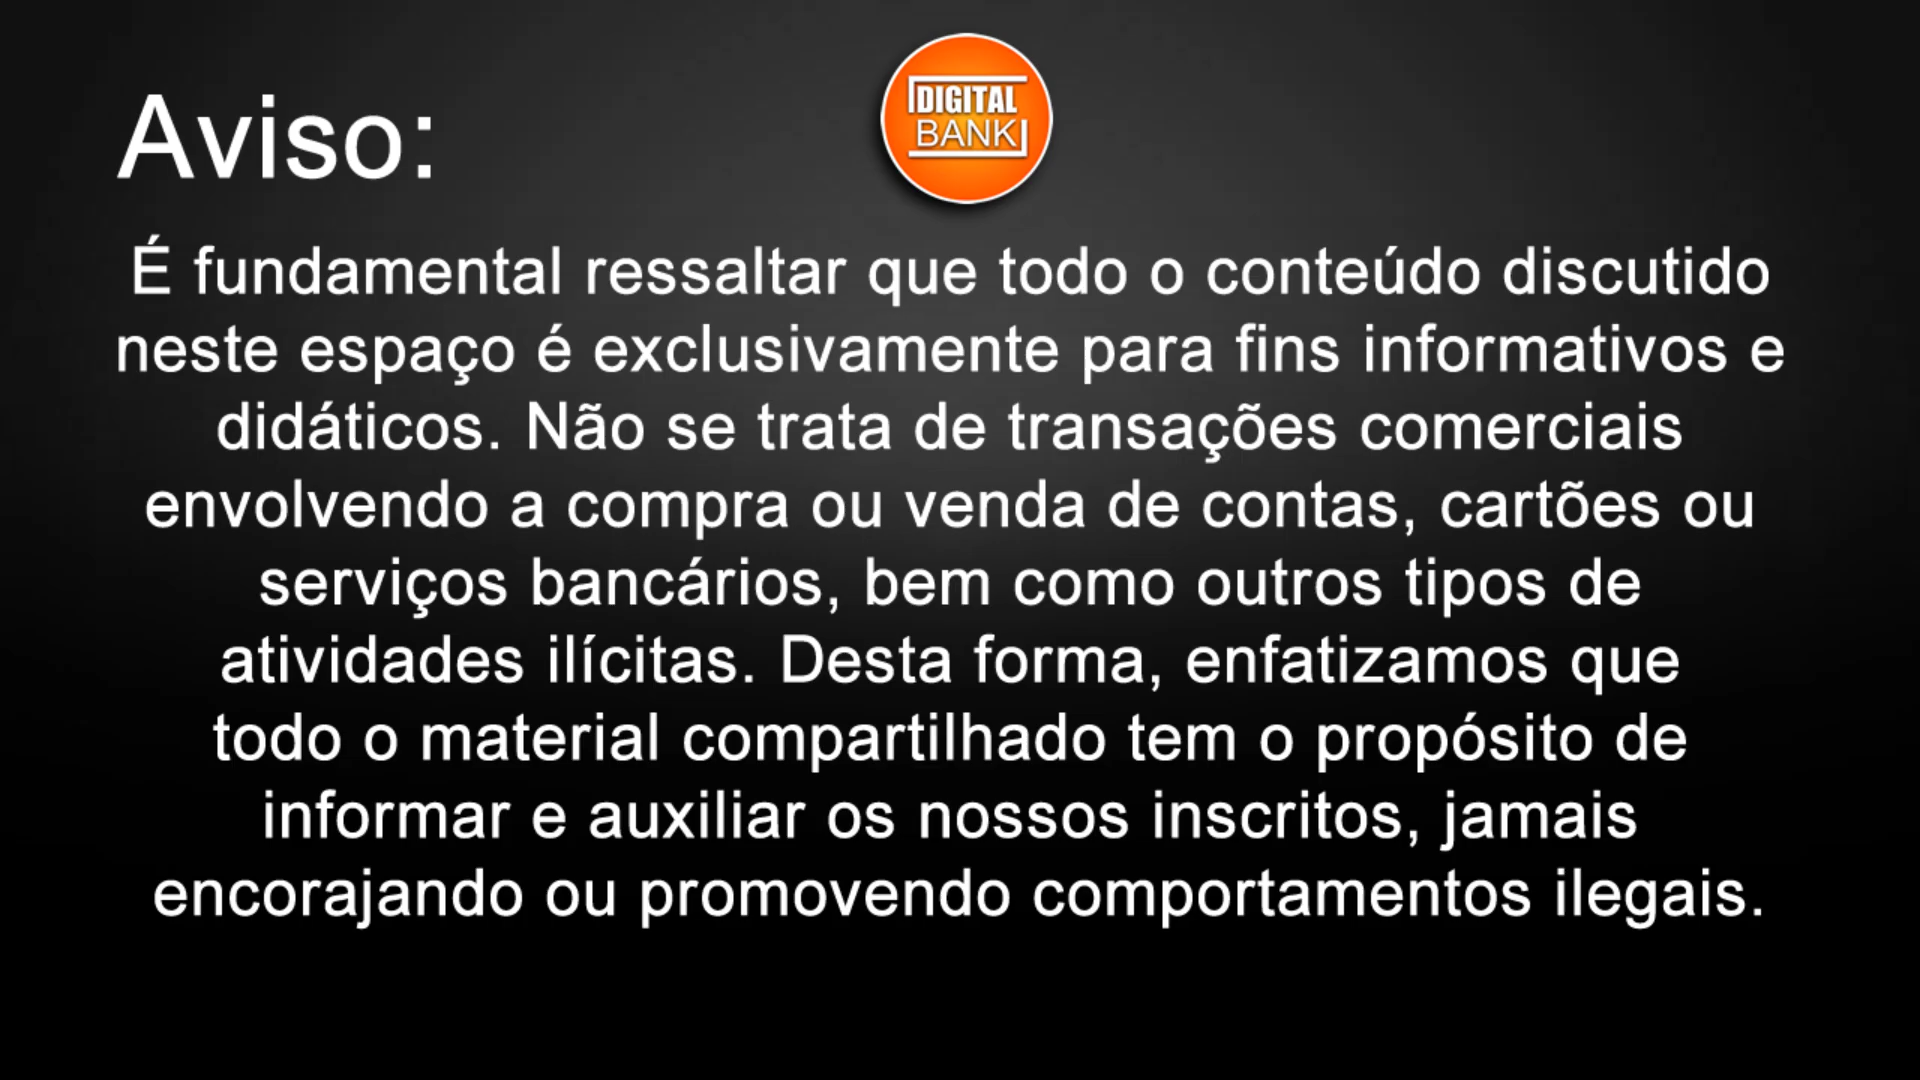 DIGITAL
BANK
Aviso:
É fundamental ressaltar que todo o conteúdo discutido
neste espaço é exclusivamente para fins informativos e
didáticos. Não se trata de transações comerciais
envolvendo a compra ou venda de contas, cartões ou
serviços bancários, bem como outros tipos de
atividades ilícitas. Desta forma, enfatizamos que
todo o material compartilhado tem o propósito de
informar e auxiliar os nossos inscritos, jamais
encorajando ou promovendo comportamentos ilegais.